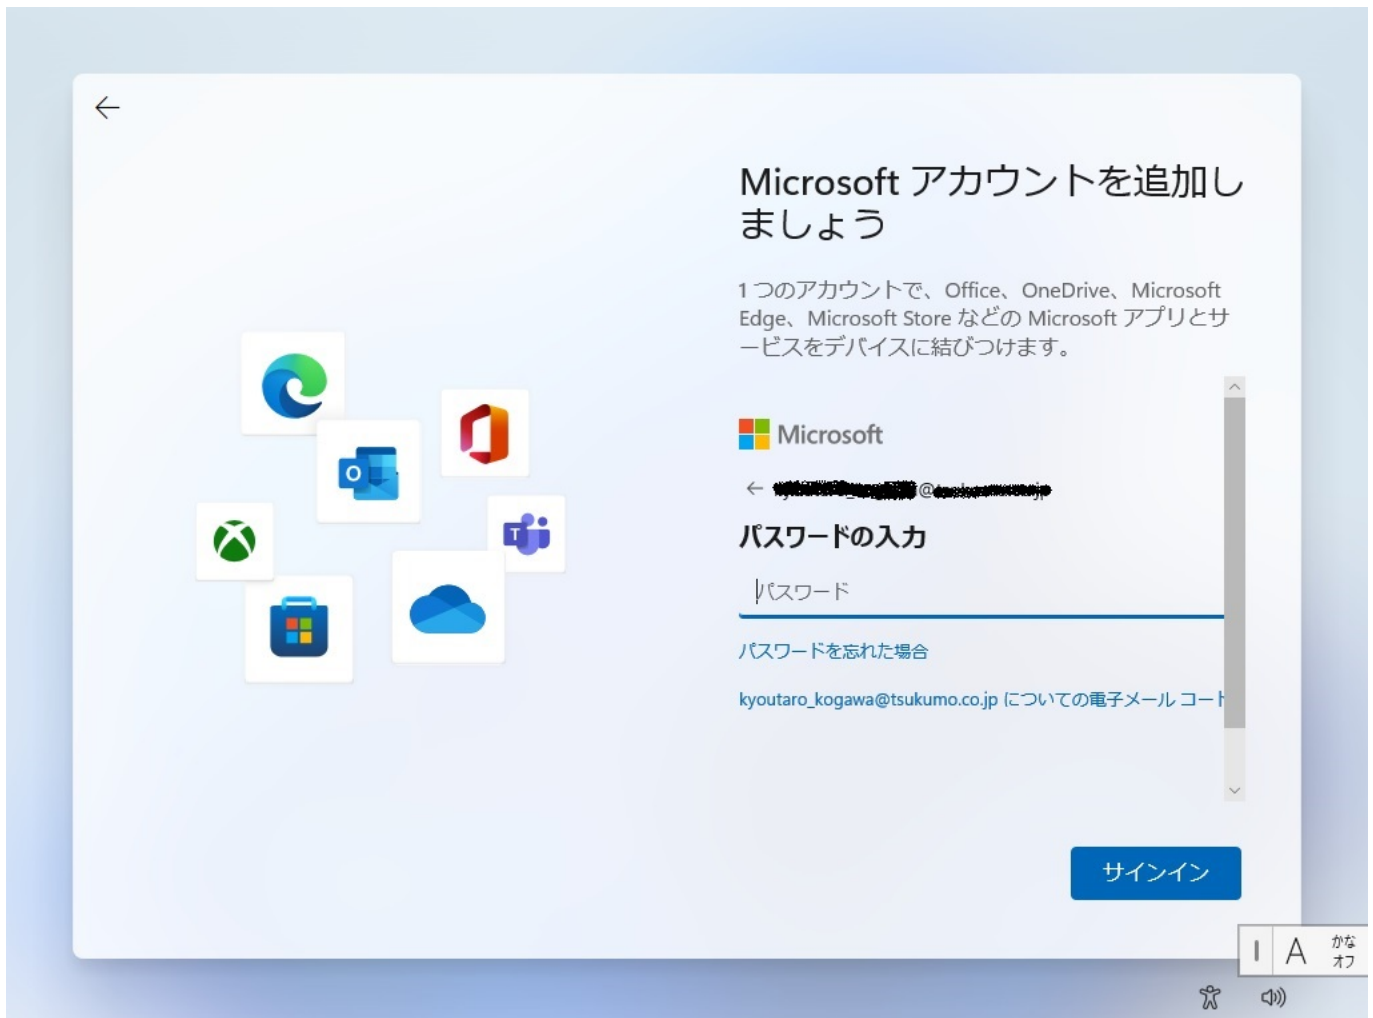 Microsoft アカウントを追加し
ましょう
1 つのアカウントで、Office、OneDrive、Microsoft
Edge、Microsoft Store などの Microsoft アプリとサ
ービスをデバイスに結びつけます。
Microsoft
@
パスワードの入力
パスワード
パスワードを忘れた場合
kyoutaro_kogawa@tsukumo.co.jp についての電子メール コート
サインイン
A かな
オフ